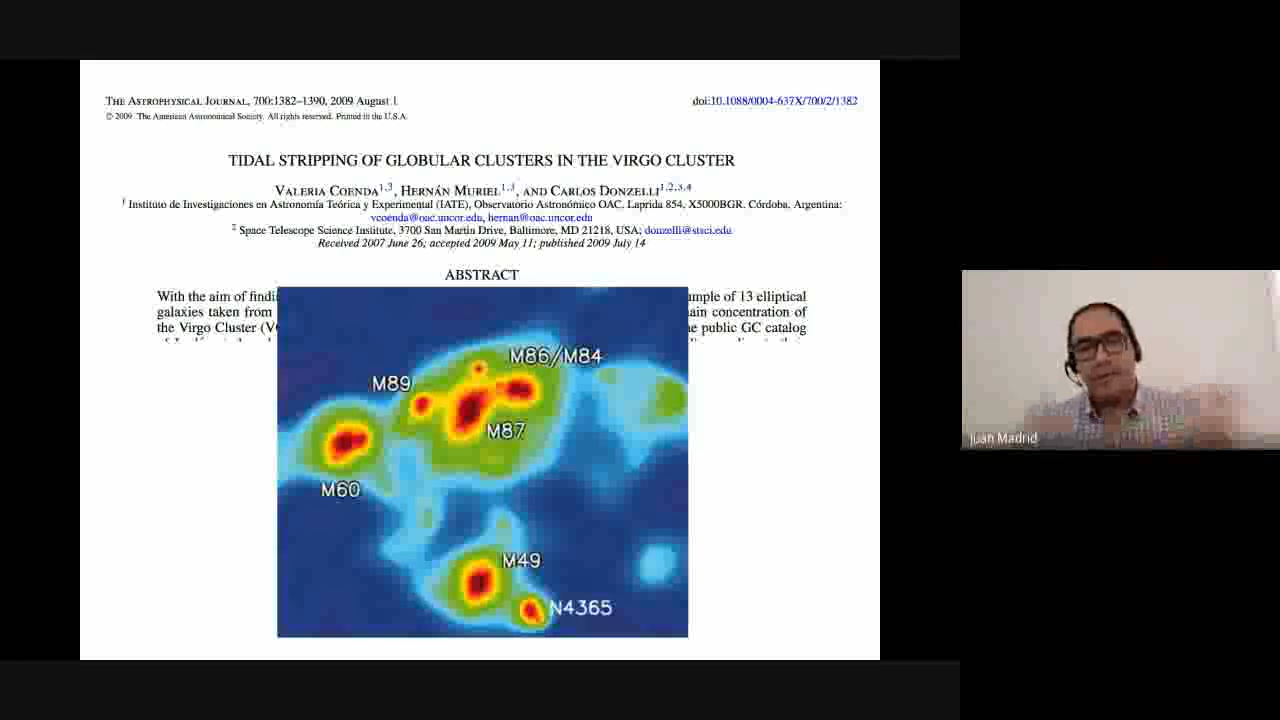 THE ASTROPHYSICAL JOURNAL, 700:1382–1390, 2009 August 1
doi:10.1088/0004-637X/700/2/1382
© 2009. The American Astronomical Society. All rights reserved. Printed in the U.S.A.
TIDAL STRIPPING OF GLOBULAR CLUSTERS IN THE VIRGO CLUSTER
VALERIA COENDA1,3, HERNÁN MURIEL1,3, AND CARLOS DONZELLI1,2,3,4
1 Instituto de Investigaciones en Astronomía Teórica y Experimental (IATE), Observatorio Astronómico OAC, Laprida 854, X5000BGR, Córdoba, Argentina;
vcoenda@oac.uncor.edu, hernan@oac.uncor.edu
2 Space Telescope Science Institute, 3700 San Martin Drive, Baltimore, MD 21218, USA; donzelli@stsci.edu
Received 2007 June 26; accepted 2009 May 11; published 2009 July 14
ABSTRACT
With the aim of findi ample of 13 elliptical
galaxies taken from ain concentration of
the Virgo Cluster (V e public GC catalog
M86/M84
M89
M87
M60
M49
N4365
Juan Madrid